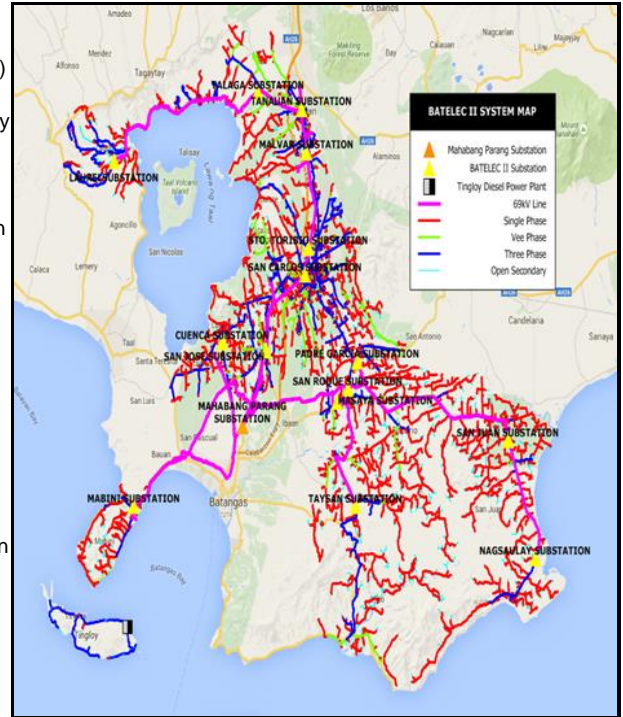 Amadeo
Los Baños
Nagcarlan
)
Mendez
Calauan
Majayjay
Alfonso
Tagaytay
Bay
Liliw
Makiling
Forest Reserve
TALAGA SUBSTATION
TANAUAN SUBSTATION
y
BATELEC II SYSTEM MAP
MALVAR SUBSTATION
Alaminos
Talisay
Mahabang Parang Substation
LAUREL SUBSTATION
BATELEC II Substation
Taal Volcano
Island
Tingloy Diesel Power Plant
69kV Line
Agoncillo
Single Phase
n
Vee Phase
STO. TORIBIO SUBSTATION
Three Phase
San Nicolas
SAN CARLOS SUBSTATION
Open Secondary
Calaca
Lemery
Candelaria
Taal
CUENCA SUBSTATION
San Antonio
Sariaya
Santa Teresita
SAN JOSE SUBSTATION
PADRE GARCIA SUBSTATION
SAN ROQUE SUBSTATION
San Luis
MAHABANG PARANG
SUBSTATION
MASAYA SUBSTATION
San Pascual
Ibaan
SAN JUAN SUBSTATION
Bauan
MABINI SUBSTATION
Batangas
TAYSAN SUBSTATION
San Juan
Mabini
m
NAGSAULAY SUBSTATION
Batangas Bay
Tingloy